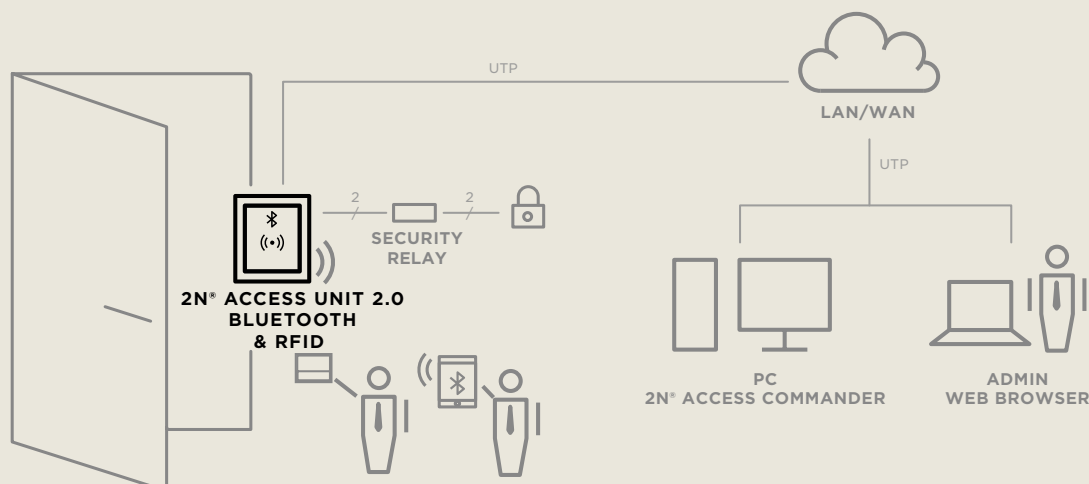 UTP
LAN/WAN
UTP
2
2
SECURITY
RELAY
2N® ACCESS UNIT 2.0
BLUETOOTH
& RFID
PC
2N® ACCESS COMMANDER
ADMIN
WEB BROWSER